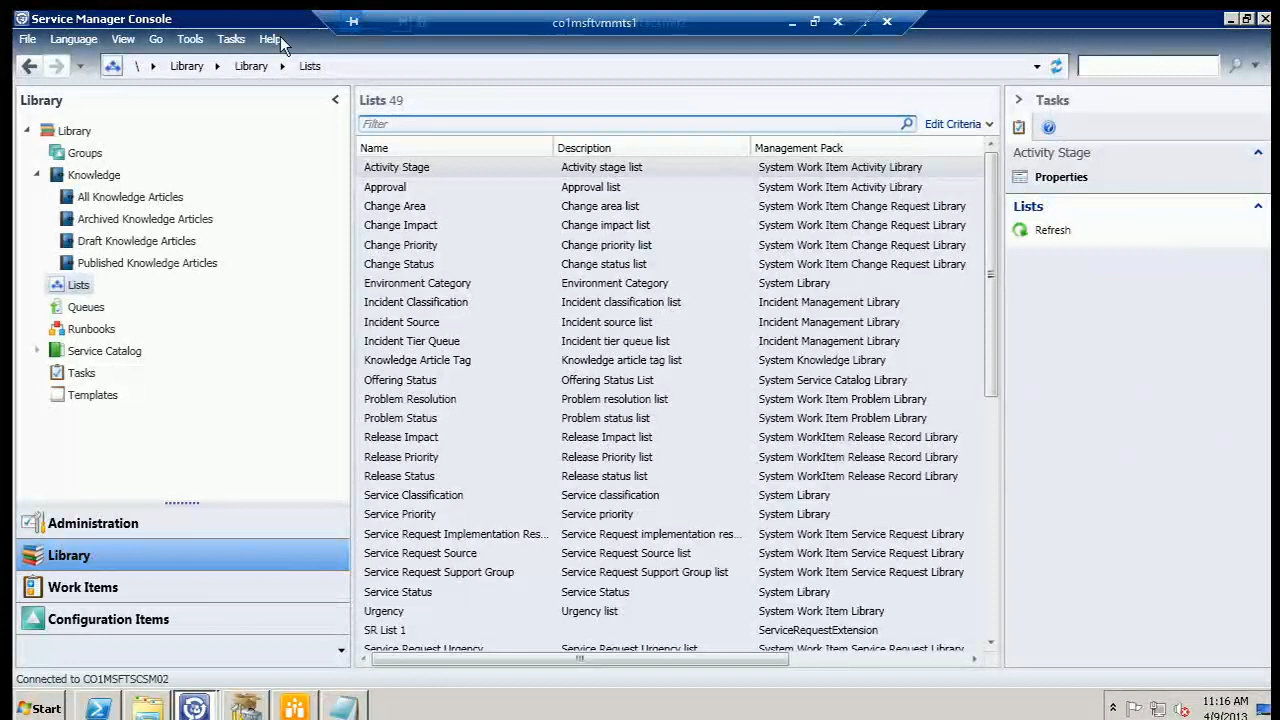 Service Manager Console
co1msftvmmts1
File Language View Go Tools Tasks Help
\ Library Library Lists
Library
Library
Groups
Knowledge
All Knowledge Articles
Archived Knowledge Articles
Draft Knowledge Articles
Published Knowledge Articles
Lists
Queues
Runbooks
Service Catalog
Tasks
Templates
Administration
Library
Work Items
Configuration Items
Lists 49
Filter Edit Criteria
Name Description Management Pack
Activity Stage Activity stage list System Work Item Activity Library
Approval Approval list System Work Item Activity Library
Change Area Change area list System Work Item Change Request Library
Change Impact Change impact list System Work Item Change Request Library
Change Priority Change priority list System Work Item Change Request Library
Change Status Change status list System Work Item Change Request Library
Environment Category Environment Category System Library
Incident Classification Incident classification list Incident Management Library
Incident Source Incident source list Incident Management Library
Incident Tier Queue Incident tier queue list Incident Management Library
Knowledge Article Tag Knowledge article tag list System Knowledge Library
Offering Status Offering Status List System Service Catalog Library
Problem Resolution Problem resolution list System Work Item Problem Library
Problem Status Problem status list System Work Item Problem Library
Release Impact Release Impact list System WorkItem Release Record Library
Release Priority Release Priority list System WorkItem Release Record Library
Release Status Release status list System WorkItem Release Record Library
Service Classification Service classification System Library
Service Priority Service priority System Library
Service Request Implementation Res... Service Request implementation res... System Work Item Service Request Library
Service Request Source Service Request Source list System Work Item Service Request Library
Service Request Support Group Service Request Support Group list System Work Item Service Request Library
Service Status Service Status System Library
Urgency Urgency list System Work Item Library
SR List 1 ServiceRequestExtension
Service Request Urgency Service Request Urgency list System Work Item Service Request Library
Tasks
Activity Stage
Properties
Lists
Refresh
Connected to CO1MSFTSCSM02
Start
11:16 AM
4/9/2013